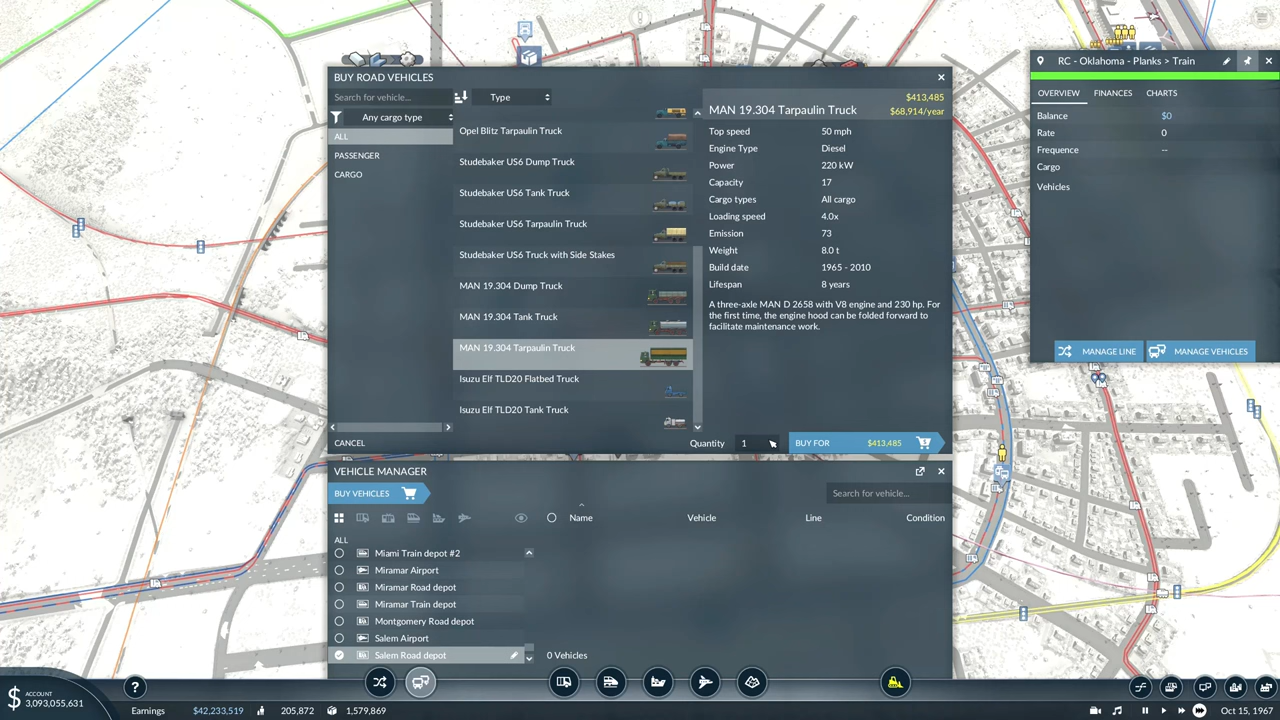 BUY ROAD VEHICLES
Search for vehicle...
Type
Any cargo type
ALL
PASSENGER
CARGO
Opel Blitz Tarpaulin Truck
Studebaker US6 Dump Truck
Studebaker US6 Tank Truck
Studebaker US6 Tarpaulin Truck
Studebaker US6 Truck with Side Stakes
MAN 19.304 Dump Truck
MAN 19.304 Tank Truck
MAN 19.304 Tarpaulin Truck
Isuzu Elf TLD20 Flatbed Truck
Isuzu Elf TLD20 Tank Truck
$413,485
MAN 19.304 Tarpaulin Truck
$68,914/year
Top speed 50 mph
Engine Type Diesel
Power 220 kW
Capacity 17
Cargo types All cargo
Loading speed 4.0x
Emission 73
Weight 8.0 t
Build date 1965 - 2010
Lifespan 8 years
A three-axle MAN D 2658 with V8 engine and 230 hp. For
the first time, the engine hood can be folded forward to
facilitate maintenance work.
CANCEL
Quantity 1
BUY FOR $413,485
RC - Oklahoma - Planks > Train
OVERVIEW FINANCES CHARTS
Balance $0
Rate 0
Frequency --
Cargo
Vehicles
MANAGE LINE MANAGE VEHICLES
VEHICLE MANAGER
BUY VEHICLES
Search for vehicle...
Name Vehicle Line Condition
ALL
Miami Train depot #2
Miramar Airport
Miramar Road depot
Miramar Train depot
Montgomery Road depot
Salem Airport
Salem Road depot
0 Vehicles
$ ACCOUNT
3,093,055,631
?
Earnings $42,233,519 205,872 1,579,869
Oct 15, 1967